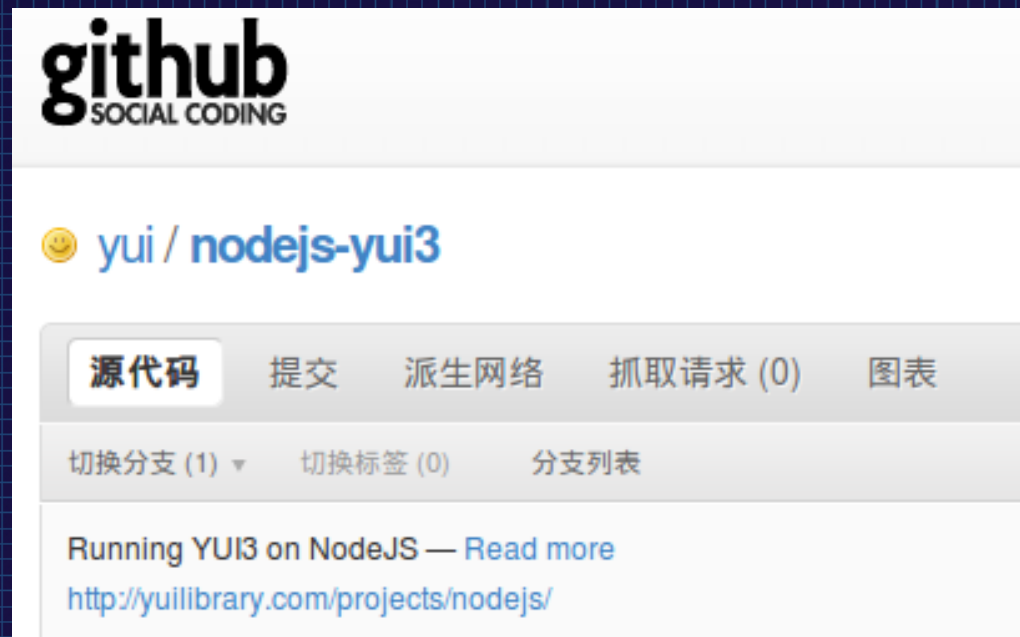 github
SOCIAL CODING
yui / nodejs-yui3
源代码 提交 派生网络 抓取请求 (0) 图表
切换分支 (1) 切换标签 (0) 分支列表
Running YUI3 on NodeJS — Read more
http://yuilibrary.com/projects/nodejs/